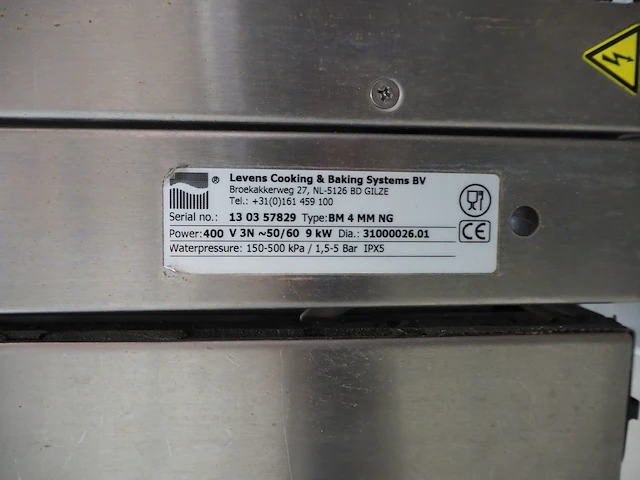 ® Levens Cooking & Baking Systems BV
Broekakkerweg 27, NL-5126 BD GILZE
Tel.: +31(0)161 459 100
Serial no.: 13 03 57829 Type: BM 4 MM NG
Power: 400 V 3N ~50/60 9 kW Dia.: 31000026.01
Waterpressure: 150-500 kPa / 1,5-5 Bar IPX5
CE